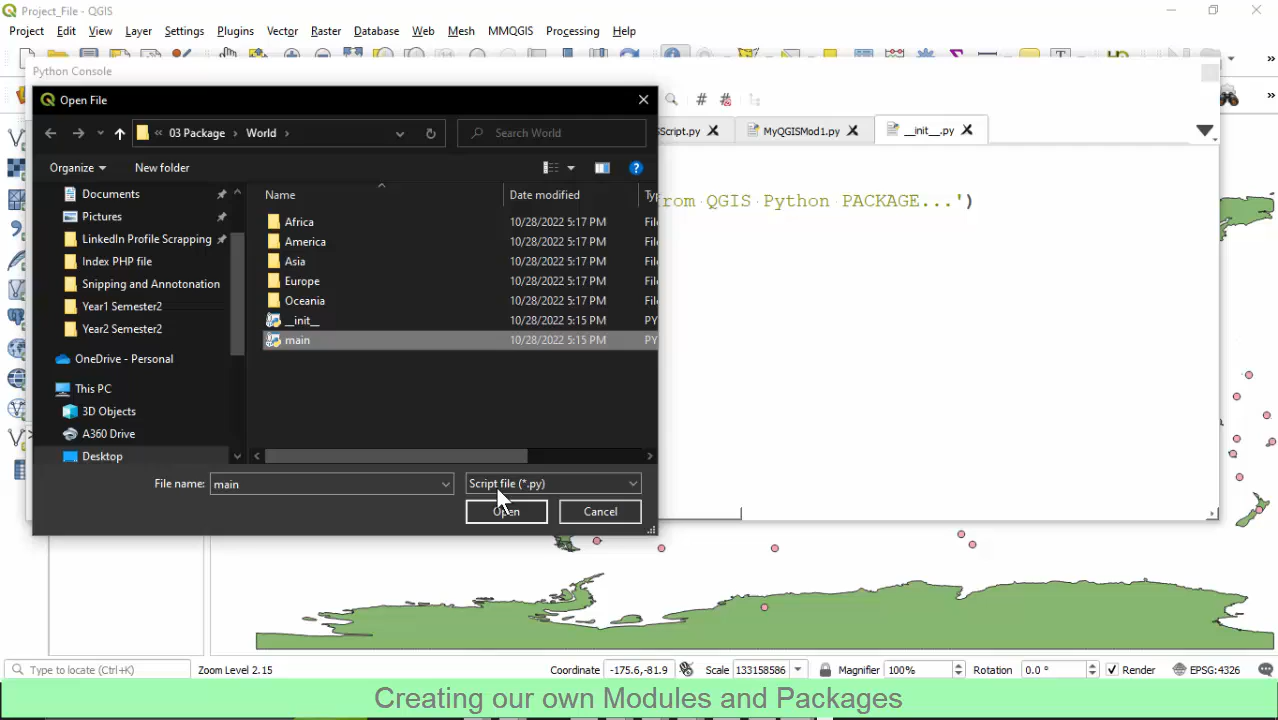 Project_File - QGIS
Project Edit View Layer Settings Plugins Vector Raster Database Web Mesh MMQGIS Processing Help
Python Console
Open File
« 03 Package › World ›
Search World
Script.py
MyQGISMod1.py
__init__.py
Organize
New folder
QGIS Python PACKAGE...')
Name
Date modified
Documents
Pictures
LinkedIn Profile Scrapping
Index PHP file
Snipping and Annotonation
Year1 Semester2
Year2 Semester2
OneDrive - Personal
This PC
3D Objects
A360 Drive
Desktop
Africa 10/28/2022 5:17 PM
America 10/28/2022 5:17 PM
Asia 10/28/2022 5:17 PM
Europe 10/28/2022 5:17 PM
Oceania 10/28/2022 5:17 PM
__init__ 10/28/2022 5:15 PM PY
main 10/28/2022 5:15 PM PY
File name: main
Script file (*.py)
Open
Cancel
Type to locate (Ctrl+K)
Zoom Level 2.15
Coordinate -175.6,-81.9
Scale 133158586
Magnifier 100%
Rotation 0.0 °
Render
EPSG:4326
Creating our own Modules and Packages